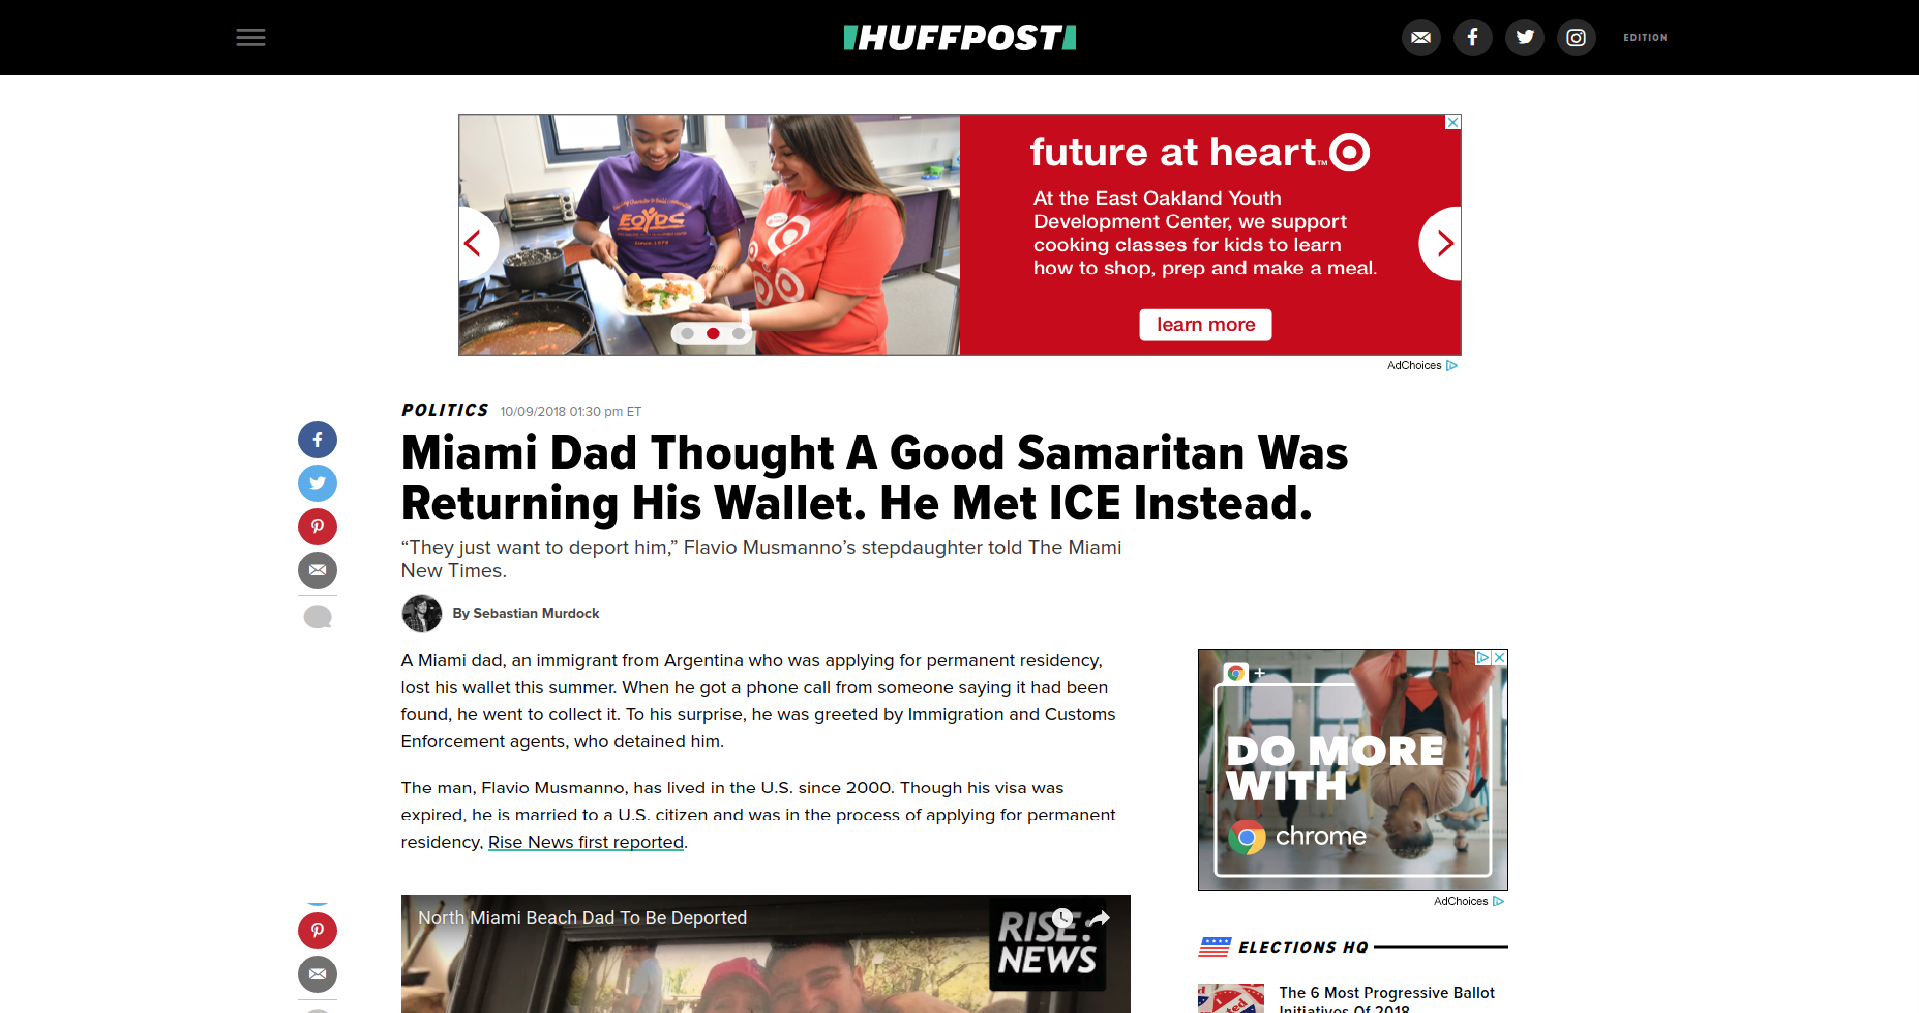 HUFFPOST
EDITION
future at heart™
At the East Oakland Youth
Development Center, we support
cooking classes for kids to learn
how to shop, prep and make a meal.
learn more
EOYDC
Since 1973
AdChoices
POLITICS 10/09/2018 01:30 pm ET
Miami Dad Thought A Good Samaritan Was
Returning His Wallet. He Met ICE Instead.
“They just want to deport him,” Flavio Musmanno’s stepdaughter told The Miami
New Times.
By Sebastian Murdock
A Miami dad, an immigrant from Argentina who was applying for permanent residency,
lost his wallet this summer. When he got a phone call from someone saying it had been
found, he went to collect it. To his surprise, he was greeted by Immigration and Customs
Enforcement agents, who detained him.
The man, Flavio Musmanno, has lived in the U.S. since 2000. Though his visa was
expired, he is married to a U.S. citizen and was in the process of applying for permanent
residency, Rise News first reported.
North Miami Beach Dad To Be Deported
RISE:
NEWS
+
DO MORE
WITH
chrome
AdChoices
ELECTIONS HQ
The 6 Most Progressive Ballot
Initiatives Of 2018